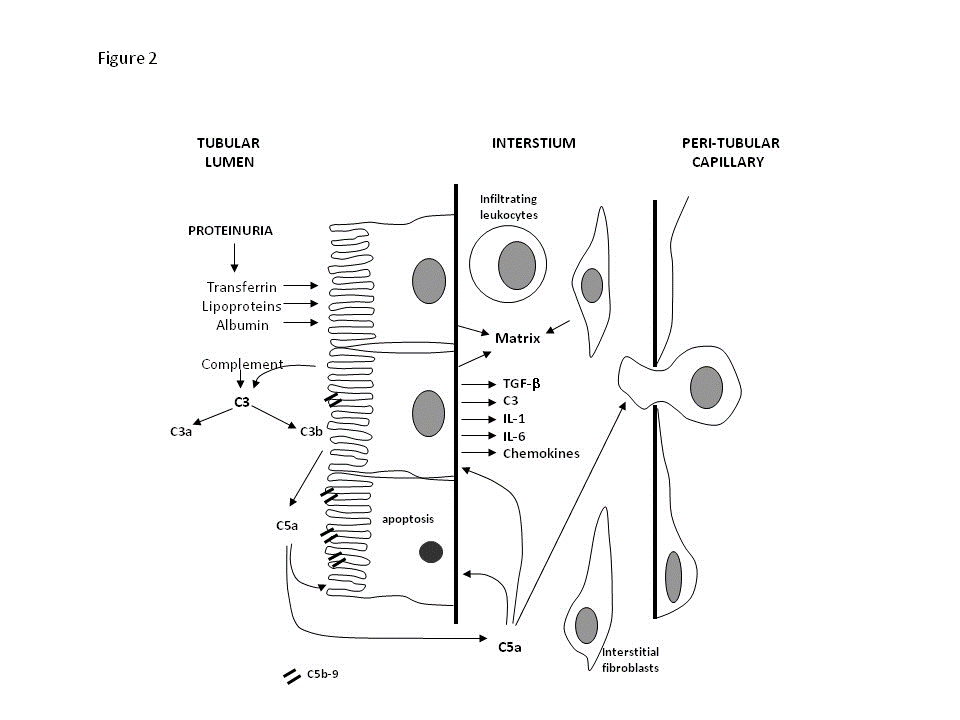 Figure 2
TUBULAR
LUMEN
INTERSTIUM
PERI-TUBULAR
CAPILLARY
Infiltrating
leukocytes
PROTEINURIA
Transferrin
Lipoproteins
Albumin
Matrix
Complement
C3
C3a
C3b
TGF-β
C3
IL-1
IL-6
Chemokines
C5a
apoptosis
C5a
Interstitial
fibroblasts
C5b-9